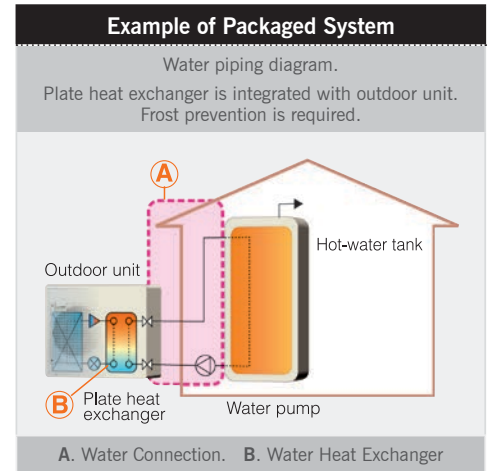 Example of Packaged System
Water piping diagram.
Plate heat exchanger is integrated with outdoor unit.
Frost prevention is required.
A
Hot-water tank
Outdoor unit
B
Plate heat
exchanger
Water pump
A. Water Connection. B. Water Heat Exchanger